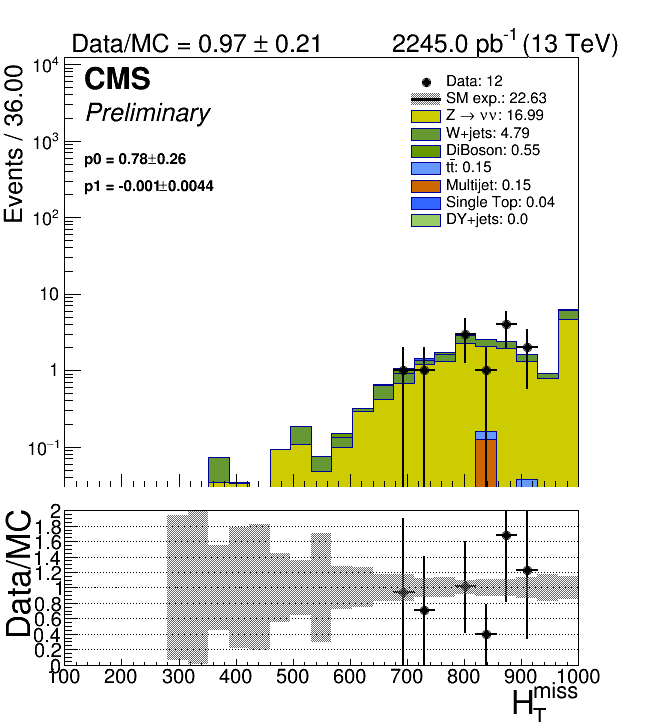 Data/MC = 0.97 ± 0.21
2245.0 pb⁻¹ (13 TeV)
CMS
Preliminary
p0 = 0.78±0.26
p1 = -0.001±0.0044
Data: 12
SM exp.: 22.63
Z → νν: 16.99
W+jets: 4.79
DiBoson: 0.55
tt̄: 0.15
Multijet: 0.15
Single Top: 0.04
DY+jets: 0.0
Events / 36.00
10⁴
10³
10²
10
1
10⁻¹
Data/MC
2
1.8
1.6
1.4
1.2
1
0.8
0.6
0.4
0.2
0
100 200 300 400 500 600 700 800 900 1000
H_T^miss